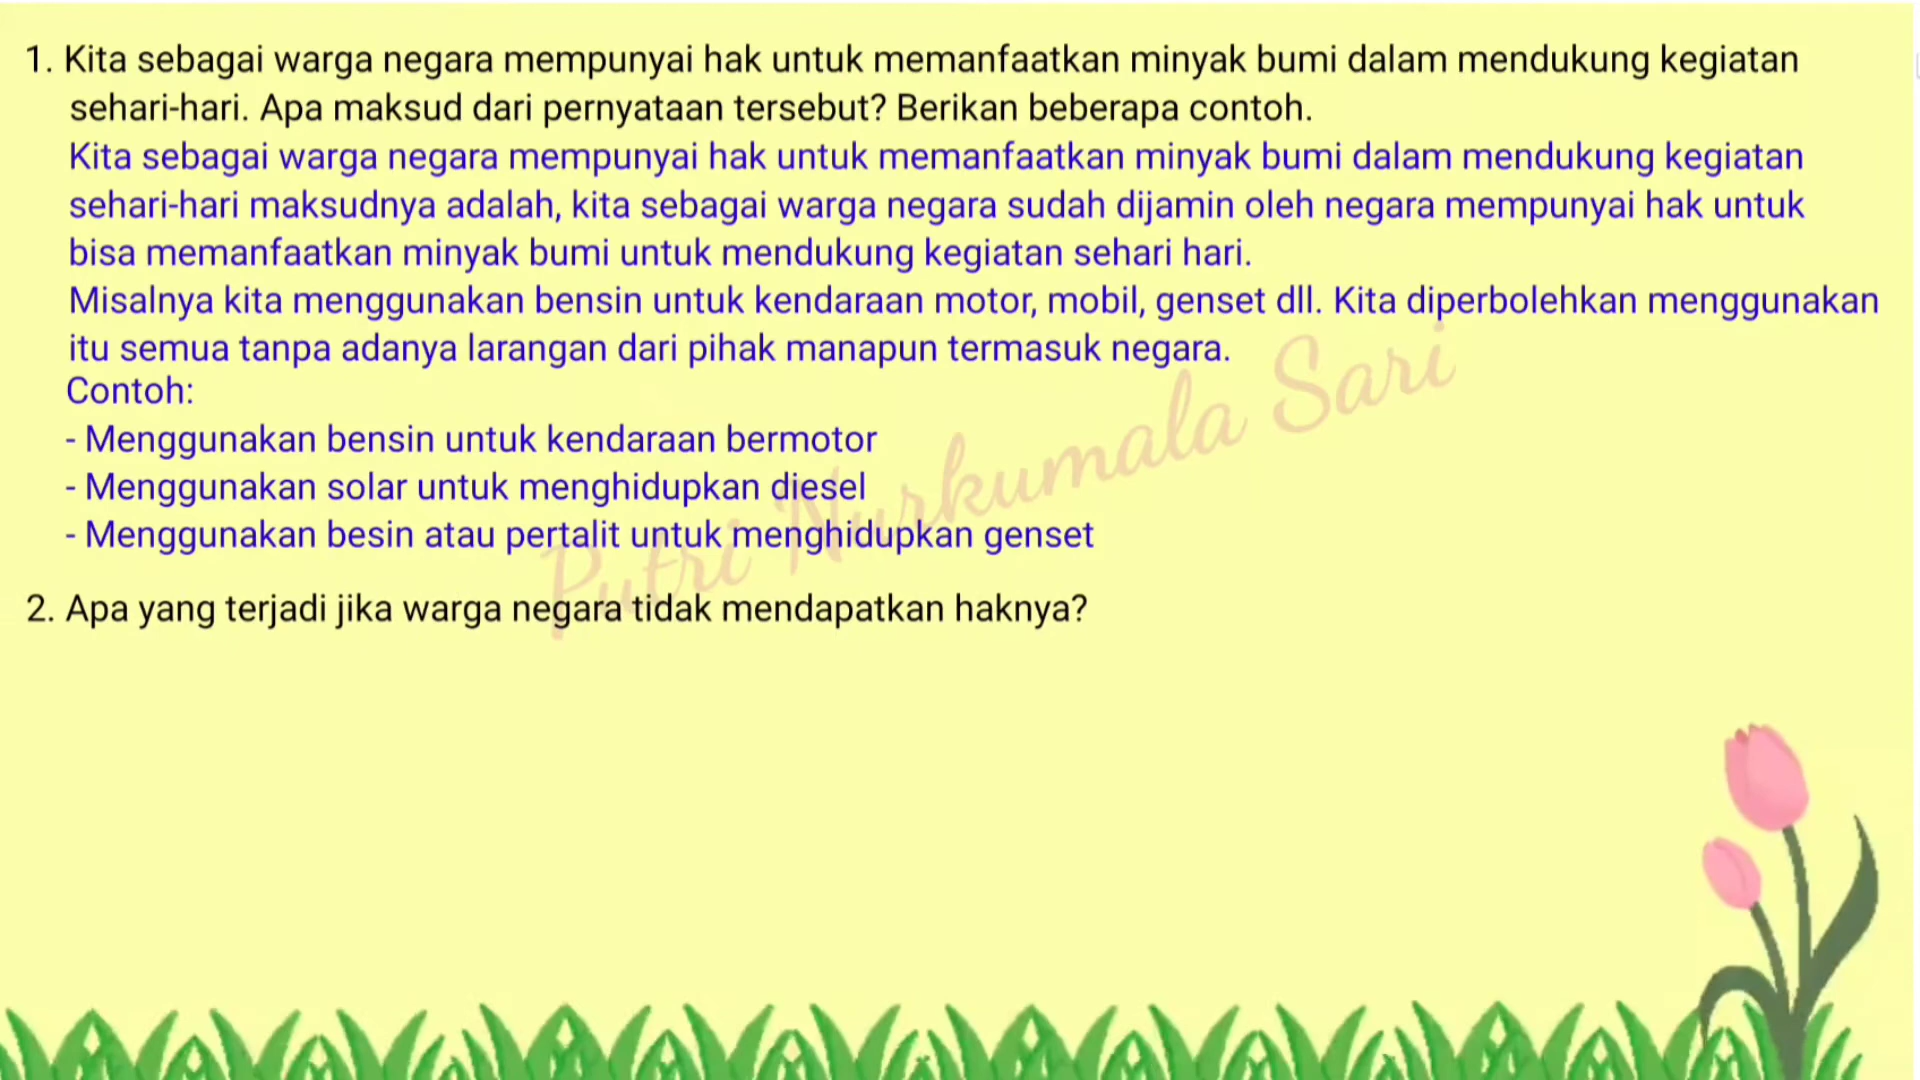 1. Kita sebagai warga negara mempunyai hak untuk memanfaatkan minyak bumi dalam mendukung kegiatan
sehari-hari. Apa maksud dari pernyataan tersebut? Berikan beberapa contoh.
Kita sebagai warga negara mempunyai hak untuk memanfaatkan minyak bumi dalam mendukung kegiatan
sehari-hari maksudnya adalah, kita sebagai warga negara sudah dijamin oleh negara mempunyai hak untuk
bisa memanfaatkan minyak bumi untuk mendukung kegiatan sehari hari.
Misalnya kita menggunakan bensin untuk kendaraan motor, mobil, genset dll. Kita diperbolehkan menggunakan
itu semua tanpa adanya larangan dari pihak manapun termasuk negara.
Contoh:
- Menggunakan bensin untuk kendaraan bermotor
- Menggunakan solar untuk menghidupkan diesel
- Menggunakan besin atau pertalit untuk menghidupkan genset
Putri Nurkumala Sari
2. Apa yang terjadi jika warga negara tidak mendapatkan haknya?